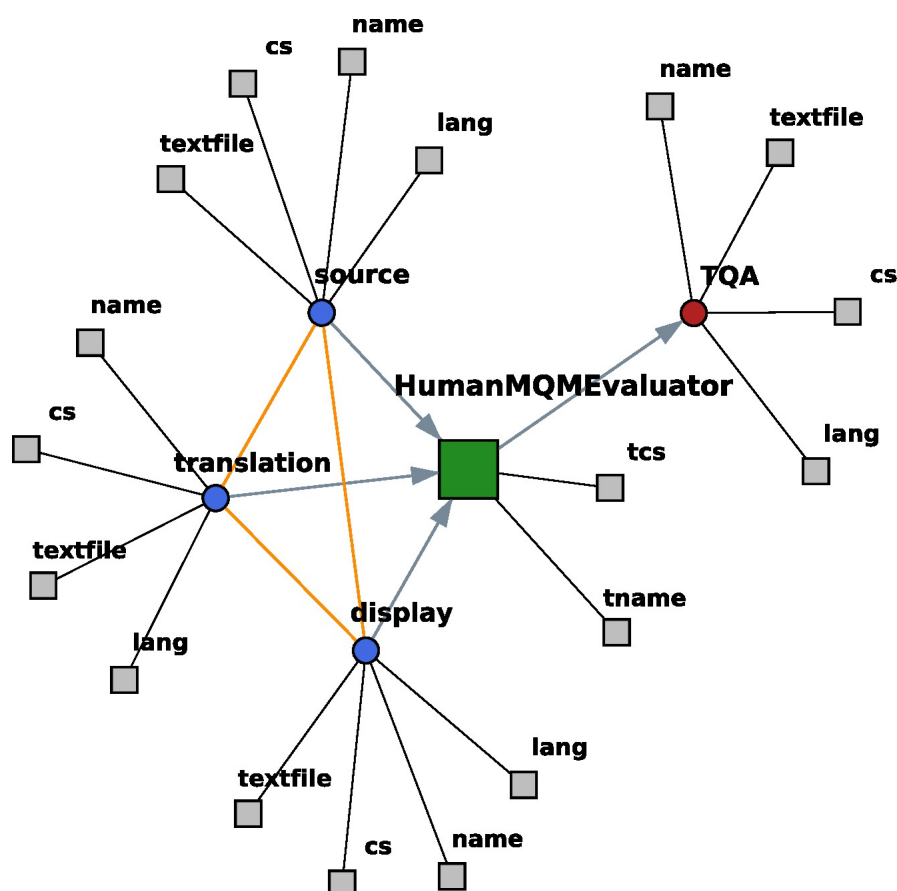 name
cs
name
lang
textfile
textfile
source
TQA
cs
name
HumanMQMEvaluator
cs
lang
tcs
translation
textfile
tname
display
lang
lang
textfile
name
cs